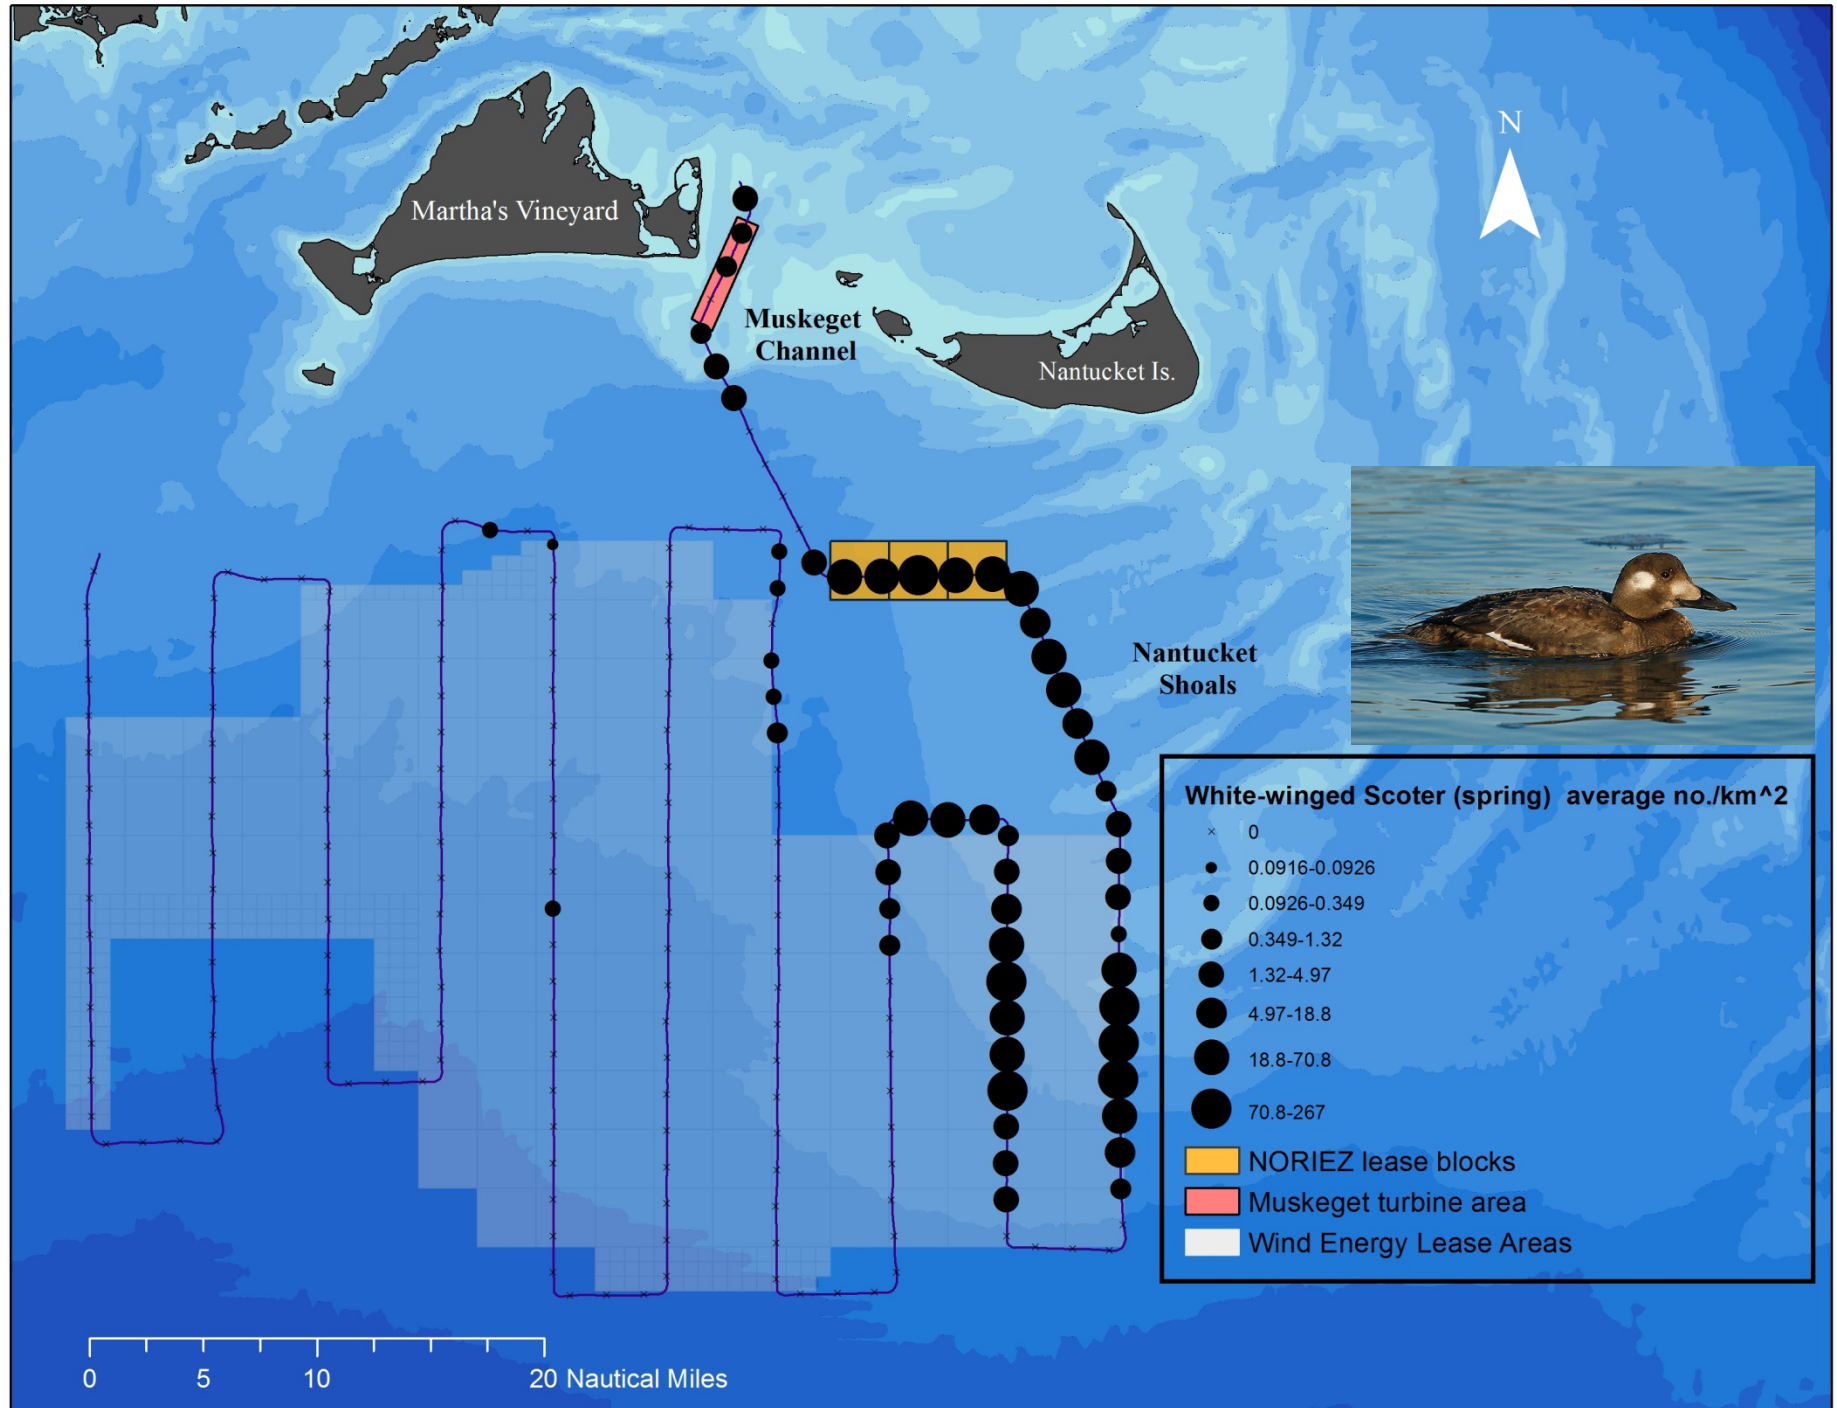 N
Martha's Vineyard
Muskeget
Channel
Nantucket Is.
Nantucket
Shoals
White-winged Scoter (spring) average no./km^2
0
0.0916-0.0926
0.0926-0.349
0.349-1.32
1.32-4.97
4.97-18.8
18.8-70.8
70.8-267
NORIEZ lease blocks
Muskeget turbine area
Wind Energy Lease Areas
0 5 10 20 Nautical Miles